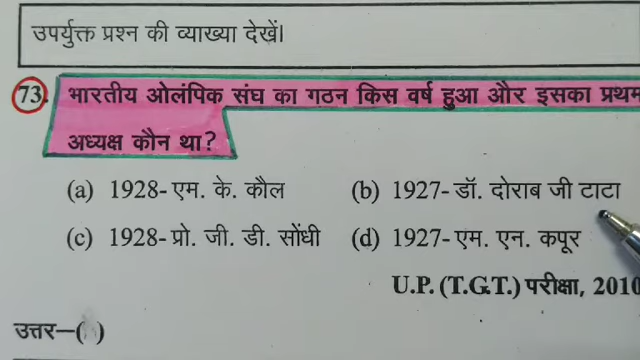 उपर्युक्त प्रश्न की व्याख्या देखें।
73. भारतीय ओलंपिक संघ का गठन किस वर्ष हुआ और इसका प्रथम
अध्यक्ष कौन था?
(a) 1928-एम. के. कौल (b) 1927-डॉ. दोराब जी टाटा
(c) 1928-प्रो. जी. डी. सोंधी (d) 1927-एम. एन. कपूर
U.P. (T.G.T.) परीक्षा, 2010
उत्तर–( )